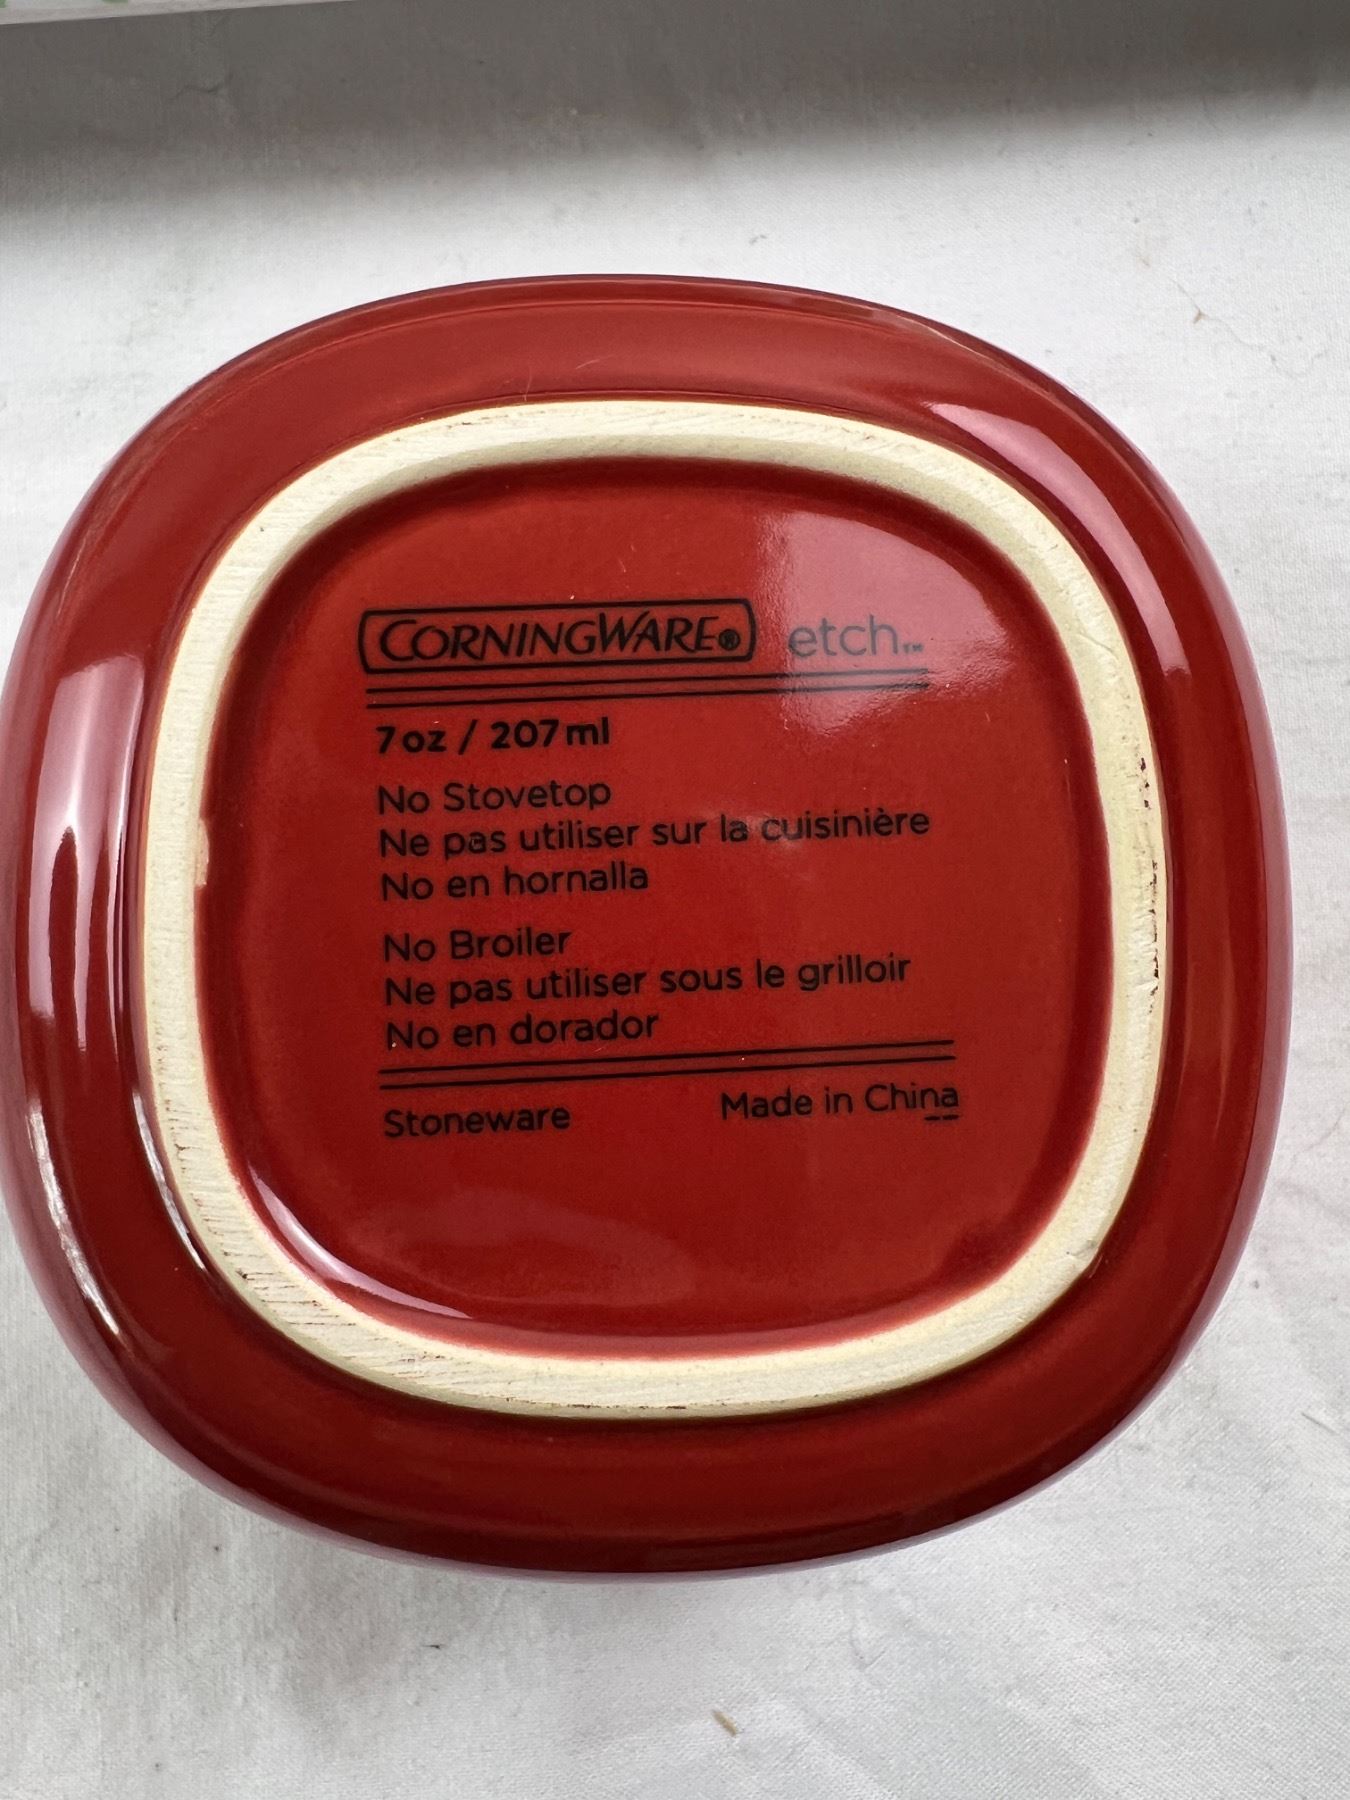 CORNINGWARE® etch™
7 oz / 207 ml
No Stovetop
Ne pas utiliser sur la cuisinière
No en hornalla
No Broiler
Ne pas utiliser sous le grilloir
No en dorador
Stoneware Made in China